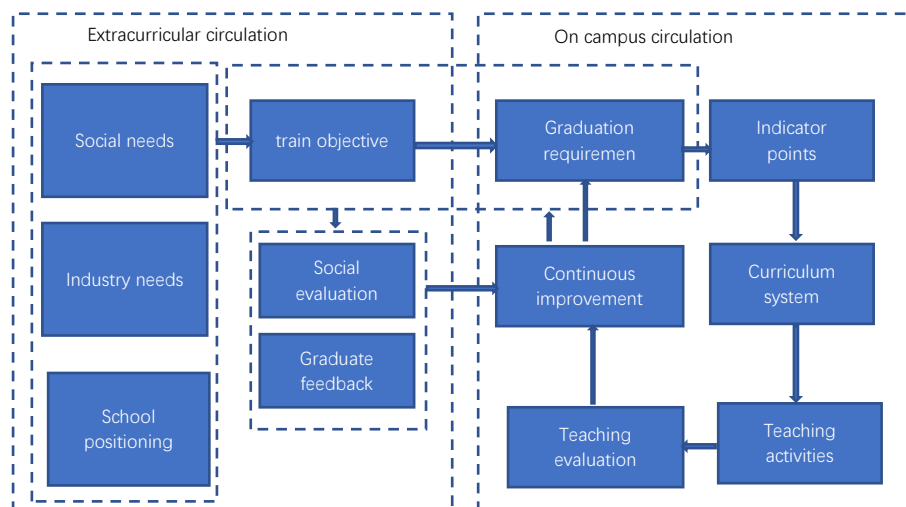 Extracurricular circulation
On campus circulation
Social needs
train objective
Graduation
requiremen
Indicator
points
Industry needs
Social
evaluation
Continuous
improvement
Curriculum
system
Graduate
feedback
School
positioning
Teaching
evaluation
Teaching
activities